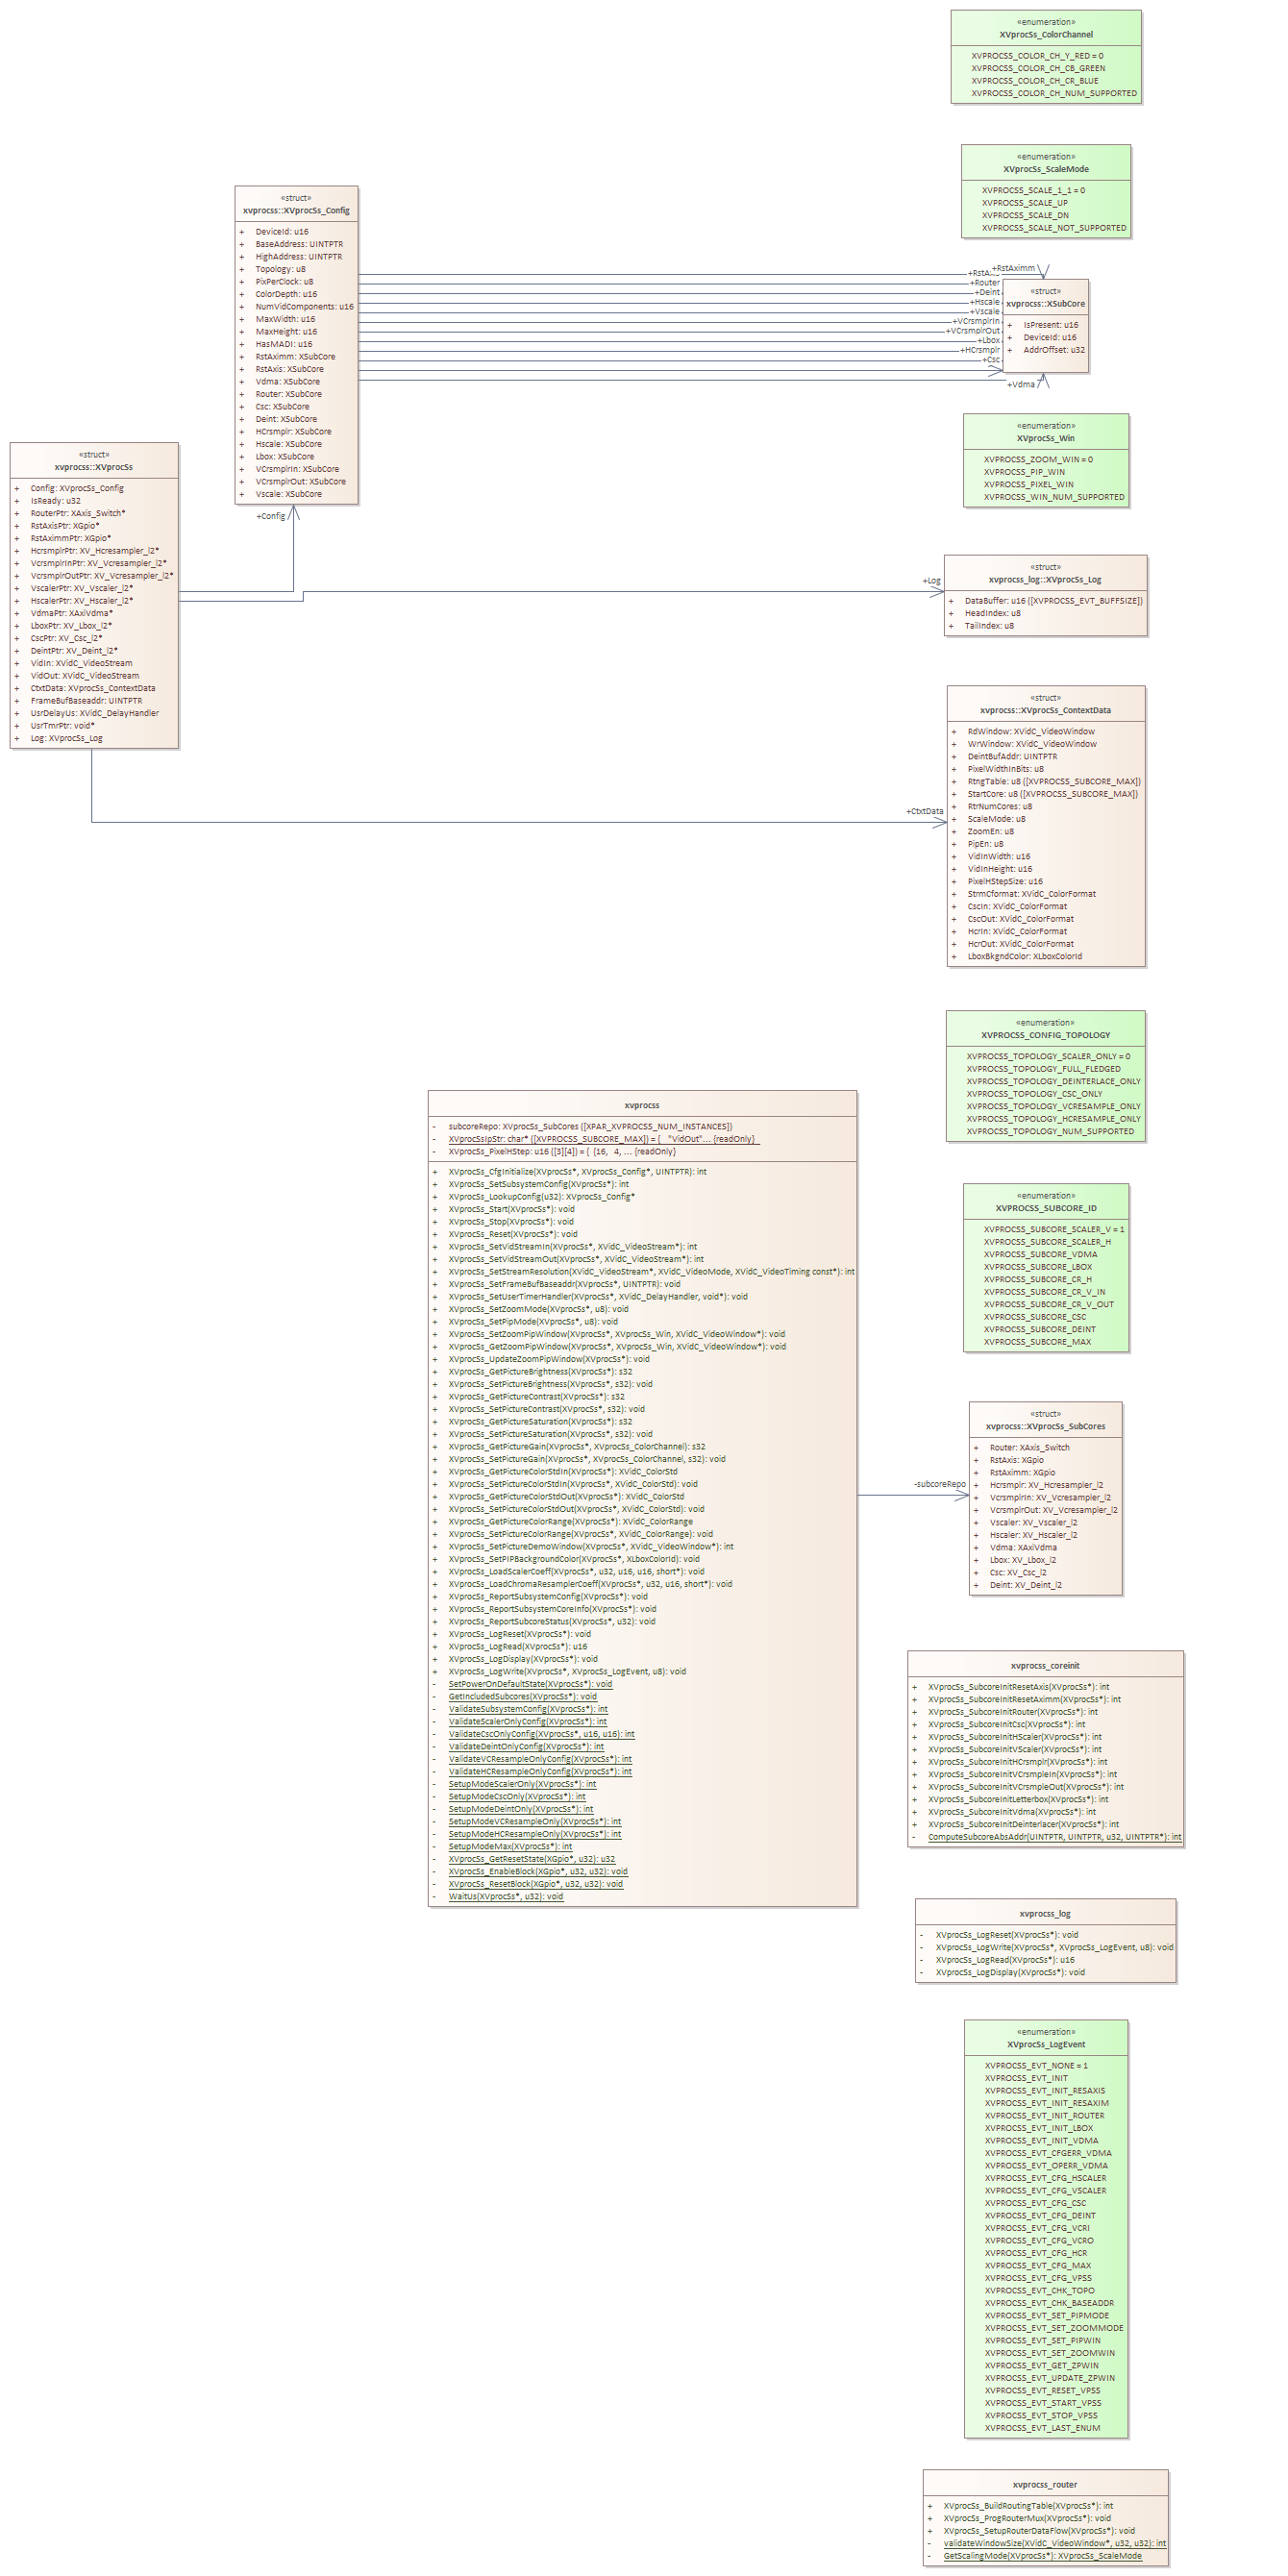 «enumeration»
XVprocSs_ColorChannel
XVPROCSS_COLOR_CH_Y_RED = 0
XVPROCSS_COLOR_CH_CB_GREEN
XVPROCSS_COLOR_CH_CR_BLUE
XVPROCSS_COLOR_CH_NUM_SUPPORTED
«enumeration»
XVprocSs_ScaleMode
XVPROCSS_SCALE_1_1 = 0
XVPROCSS_SCALE_UP
XVPROCSS_SCALE_DN
XVPROCSS_SCALE_NOT_SUPPORTED
«struct»
xvprocss::XVprocSs_Config
+ DeviceId: u16
+ BaseAddress: UINTPTR
+ HighAddress: UINTPTR
+ Topology: u8
+ PixPerClock: u8
+ ColorDepth: u16
+ NumVidComponents: u16
+ MaxWidth: u16
+ MaxHeight: u16
+ HasMADI: u16
+ RstAximm: XSubCore
+ RstAxis: XSubCore
+ Vdma: XSubCore
+ Router: XSubCore
+ Csc: XSubCore
+ Deint: XSubCore
+ HCrsmplr: XSubCore
+ Hscale: XSubCore
+ Lbox: XSubCore
+ VCrsmplrIn: XSubCore
+ VCrsmplrOut: XSubCore
+ Vscale: XSubCore
+RstAximm
+Router
+Deint
+Hscale
+Vscale
+VCrsmplrIn
+VCrsmplrOut
+Lbox
+HCrsmplr
+Csc
+Vdma
«struct»
xvprocss::XSubCore
+ IsPresent: u16
+ DeviceId: u16
+ AddrOffset: u32
«enumeration»
XVprocSs_Win
XVPROCSS_ZOOM_WIN = 0
XVPROCSS_PIP_WIN
XVPROCSS_PIXEL_WIN
XVPROCSS_WIN_NUM_SUPPORTED
«struct»
xvprocss::XVprocSs
+ Config: XVprocSs_Config
+ IsReady: u32
+ RouterPtr: XAxis_Switch*
+ RstAxisPtr: XGpio*
+ RstAximmPtr: XGpio*
+ HcrsmplrPtr: XV_Hcresampler_l2*
+ VcrsmplrInPtr: XV_Vcresampler_l2*
+ VcrsmplrOutPtr: XV_Vcresampler_l2*
+ VscalerPtr: XV_Vscaler_l2*
+ HscalerPtr: XV_Hscaler_l2*
+ VdmaPtr: XAxiVdma*
+ LboxPtr: XV_Lbox_l2*
+ CscPtr: XV_Csc_l2*
+ DeintPtr: XV_Deint_l2*
+ VidIn: XVidC_VideoStream
+ VidOut: XVidC_VideoStream
+ CtxtData: XVprocSs_ContextData
+ FrameBufBaseaddr: UINTPTR
+ UsrDelayUs: XVidC_DelayHandler
+ UsrTmrPtr: void*
+ Log: XVprocSs_Log
+Config
+Log
+CtxtData
«struct»
xvprocss_log::XVprocSs_Log
+ DataBuffer: u16 ([XVPROCSS_EVT_BUFFSIZE])
+ HeadIndex: u8
+ TailIndex: u8
«struct»
xvprocss::XVprocSs_ContextData
+ RdWindow: XVidC_VideoWindow
+ WrWindow: XVidC_VideoWindow
+ DeintBufAddr: UINTPTR
+ PixelWidthInBits: u8
+ RtngTable: u8 ([XVPROCSS_SUBCORE_MAX])
+ StartCore: u8 ([XVPROCSS_SUBCORE_MAX])
+ RtrNumCores: u8
+ ScaleMode: u8
+ ZoomEn: u8
+ PipEn: u8
+ VidInWidth: u16
+ VidInHeight: u16
+ PixelHStepSize: u16
+ StrmCformat: XVidC_ColorFormat
+ CscIn: XVidC_ColorFormat
+ CscOut: XVidC_ColorFormat
+ HcrIn: XVidC_ColorFormat
+ HcrOut: XVidC_ColorFormat
+ LboxBkgndColor: XLboxColorId
«enumeration»
XVPROCSS_CONFIG_TOPOLOGY
XVPROCSS_TOPOLOGY_SCALER_ONLY = 0
XVPROCSS_TOPOLOGY_FULL_FLEDGED
XVPROCSS_TOPOLOGY_DEINTERLACE_ONLY
XVPROCSS_TOPOLOGY_CSC_ONLY
XVPROCSS_TOPOLOGY_VCRESAMPLE_ONLY
XVPROCSS_TOPOLOGY_HCRESAMPLE_ONLY
XVPROCSS_TOPOLOGY_NUM_SUPPORTED
xvprocss
- subcoreRepo: XVprocSs_SubCores ([XPAR_XVPROCSS_NUM_INSTANCES])
- XVprocSsIpStr: char* ([XVPROCSS_SUBCORE_MAX]) = { "VidOut"... {readOnly}
- XVprocSs_PixelHStep: u16 ([3][4]) = { {16, 4, ... {readOnly}
+ XVprocSs_CfgInitialize(XVprocSs*, XVprocSs_Config*, UINTPTR): int
+ XVprocSs_SetSubsystemConfig(XVprocSs*): int
+ XVprocSs_LookupConfig(u32): XVprocSs_Config*
+ XVprocSs_Start(XVprocSs*): void
+ XVprocSs_Stop(XVprocSs*): void
+ XVprocSs_Reset(XVprocSs*): void
+ XVprocSs_SetVidStreamIn(XVprocSs*, XVidC_VideoStream*): int
+ XVprocSs_SetVidStreamOut(XVprocSs*, XVidC_VideoStream*): int
+ XVprocSs_SetStreamResolution(XVidC_VideoStream*, XVidC_VideoMode, XVidC_VideoTiming const*): int
+ XVprocSs_SetFrameBufBaseaddr(XVprocSs*, UINTPTR): void
+ XVprocSs_SetUserTimerHandler(XVprocSs*, XVidC_DelayHandler, void*): void
+ XVprocSs_SetZoomMode(XVprocSs*, u8): void
+ XVprocSs_SetPipMode(XVprocSs*, u8): void
+ XVprocSs_SetZoomPipWindow(XVprocSs*, XVprocSs_Win, XVidC_VideoWindow*): void
+ XVprocSs_GetZoomPipWindow(XVprocSs*, XVprocSs_Win, XVidC_VideoWindow*): void
+ XVprocSs_UpdateZoomPipWindow(XVprocSs*): void
+ XVprocSs_GetPictureBrightness(XVprocSs*): s32
+ XVprocSs_SetPictureBrightness(XVprocSs*, s32): void
+ XVprocSs_GetPictureContrast(XVprocSs*): s32
+ XVprocSs_SetPictureContrast(XVprocSs*, s32): void
+ XVprocSs_GetPictureSaturation(XVprocSs*): s32
+ XVprocSs_SetPictureSaturation(XVprocSs*, s32): void
+ XVprocSs_GetPictureGain(XVprocSs*, XVprocSs_ColorChannel): s32
+ XVprocSs_SetPictureGain(XVprocSs*, XVprocSs_ColorChannel, s32): void
+ XVprocSs_GetPictureColorStdIn(XVprocSs*): XVidC_ColorStd
+ XVprocSs_SetPictureColorStdIn(XVprocSs*, XVidC_ColorStd): void
+ XVprocSs_GetPictureColorStdOut(XVprocSs*): XVidC_ColorStd
+ XVprocSs_SetPictureColorStdOut(XVprocSs*, XVidC_ColorStd): void
+ XVprocSs_GetPictureColorRange(XVprocSs*): XVidC_ColorRange
+ XVprocSs_SetPictureColorRange(XVprocSs*, XVidC_ColorRange): void
+ XVprocSs_SetPictureDemoWindow(XVprocSs*, XVidC_VideoWindow*): int
+ XVprocSs_SetPIPBackgroundColor(XVprocSs*, XLboxColorId): void
+ XVprocSs_LoadScalerCoeff(XVprocSs*, u32, u16, u16, short*): void
+ XVprocSs_LoadChromaResamplerCoeff(XVprocSs*, u32, u16, short*): void
+ XVprocSs_ReportSubsystemConfig(XVprocSs*): void
+ XVprocSs_ReportSubsystemCoreInfo(XVprocSs*): void
+ XVprocSs_ReportSubcoreStatus(XVprocSs*, u32): void
+ XVprocSs_LogReset(XVprocSs*): void
+ XVprocSs_LogRead(XVprocSs*): u16
+ XVprocSs_LogDisplay(XVprocSs*): void
+ XVprocSs_LogWrite(XVprocSs*, XVprocSs_LogEvent, u8): void
- SetPowerOnDefaultState(XVprocSs*): void
- GetIncludedSubcores(XVprocSs*): void
- ValidateSubsystemConfig(XVprocSs*): int
- ValidateScalerOnlyConfig(XVprocSs*): int
- ValidateCscOnlyConfig(XVprocSs*, u16, u16): int
- ValidateDeintOnlyConfig(XVprocSs*): int
- ValidateVCResampleOnlyConfig(XVprocSs*): int
- ValidateHCResampleOnlyConfig(XVprocSs*): int
- SetupModeScalerOnly(XVprocSs*): int
- SetupModeCscOnly(XVprocSs*): int
- SetupModeDeintOnly(XVprocSs*): int
- SetupModeVCResampleOnly(XVprocSs*): int
- SetupModeHCResampleOnly(XVprocSs*): int
- SetupModeMax(XVprocSs*): int
- XVprocSs_GetResetState(XGpio*, u32): u32
- XVprocSs_EnableBlock(XGpio*, u32, u32): void
- XVprocSs_ResetBlock(XGpio*, u32, u32): void
- WaitUs(XVprocSs*, u32): void
-subcoreRepo
«enumeration»
XVPROCSS_SUBCORE_ID
XVPROCSS_SUBCORE_SCALER_V = 1
XVPROCSS_SUBCORE_SCALER_H
XVPROCSS_SUBCORE_VDMA
XVPROCSS_SUBCORE_LBOX
XVPROCSS_SUBCORE_CR_H
XVPROCSS_SUBCORE_CR_V_IN
XVPROCSS_SUBCORE_CR_V_OUT
XVPROCSS_SUBCORE_CSC
XVPROCSS_SUBCORE_DEINT
XVPROCSS_SUBCORE_MAX
«struct»
xvprocss::XVprocSs_SubCores
+ Router: XAxis_Switch
+ RstAxis: XGpio
+ RstAximm: XGpio
+ Hcrsmplr: XV_Hcresampler_l2
+ VcrsmplrIn: XV_Vcresampler_l2
+ VcrsmplrOut: XV_Vcresampler_l2
+ Vscaler: XV_Vscaler_l2
+ Hscaler: XV_Hscaler_l2
+ Vdma: XAxiVdma
+ Lbox: XV_Lbox_l2
+ Csc: XV_Csc_l2
+ Deint: XV_Deint_l2
xvprocss_coreinit
+ XVprocSs_SubcoreInitResetAxis(XVprocSs*): int
+ XVprocSs_SubcoreInitResetAximm(XVprocSs*): int
+ XVprocSs_SubcoreInitRouter(XVprocSs*): int
+ XVprocSs_SubcoreInitCsc(XVprocSs*): int
+ XVprocSs_SubcoreInitHScaler(XVprocSs*): int
+ XVprocSs_SubcoreInitVScaler(XVprocSs*): int
+ XVprocSs_SubcoreInitHCrsmplr(XVprocSs*): int
+ XVprocSs_SubcoreInitVCrsmpleIn(XVprocSs*): int
+ XVprocSs_SubcoreInitVCrsmpleOut(XVprocSs*): int
+ XVprocSs_SubcoreInitLetterbox(XVprocSs*): int
+ XVprocSs_SubcoreInitVdma(XVprocSs*): int
+ XVprocSs_SubcoreInitDeinterlacer(XVprocSs*): int
- ComputeSubcoreAbsAddr(UINTPTR, UINTPTR, u32, UINTPTR*): int
xvprocss_log
- XVprocSs_LogReset(XVprocSs*): void
- XVprocSs_LogWrite(XVprocSs*, XVprocSs_LogEvent, u8): void
- XVprocSs_LogRead(XVprocSs*): u16
- XVprocSs_LogDisplay(XVprocSs*): void
«enumeration»
XVprocSs_LogEvent
XVPROCSS_EVT_NONE = 1
XVPROCSS_EVT_INIT
XVPROCSS_EVT_INIT_RESAXIS
XVPROCSS_EVT_INIT_RESAXIM
XVPROCSS_EVT_INIT_ROUTER
XVPROCSS_EVT_INIT_LBOX
XVPROCSS_EVT_INIT_VDMA
XVPROCSS_EVT_CFGERR_VDMA
XVPROCSS_EVT_OPERR_VDMA
XVPROCSS_EVT_CFG_HSCALER
XVPROCSS_EVT_CFG_VSCALER
XVPROCSS_EVT_CFG_CSC
XVPROCSS_EVT_CFG_DEINT
XVPROCSS_EVT_CFG_VCRI
XVPROCSS_EVT_CFG_VCRO
XVPROCSS_EVT_CFG_HCR
XVPROCSS_EVT_CFG_MAX
XVPROCSS_EVT_CFG_VPSS
XVPROCSS_EVT_CHK_TOPO
XVPROCSS_EVT_CHK_BASEADDR
XVPROCSS_EVT_SET_PIPMODE
XVPROCSS_EVT_SET_ZOOMMODE
XVPROCSS_EVT_SET_PIPWIN
XVPROCSS_EVT_SET_ZOOMWIN
XVPROCSS_EVT_GET_ZPWIN
XVPROCSS_EVT_UPDATE_ZPWIN
XVPROCSS_EVT_RESET_VPSS
XVPROCSS_EVT_START_VPSS
XVPROCSS_EVT_STOP_VPSS
XVPROCSS_EVT_LAST_ENUM
xvprocss_router
+ XVprocSs_BuildRoutingTable(XVprocSs*): int
+ XVprocSs_ProgRouterMux(XVprocSs*): void
+ XVprocSs_SetupRouterDataFlow(XVprocSs*): void
- validateWindowSize(XVidC_VideoWindow*, u32, u32): int
- GetScalingMode(XVprocSs*): XVprocSs_ScaleMode